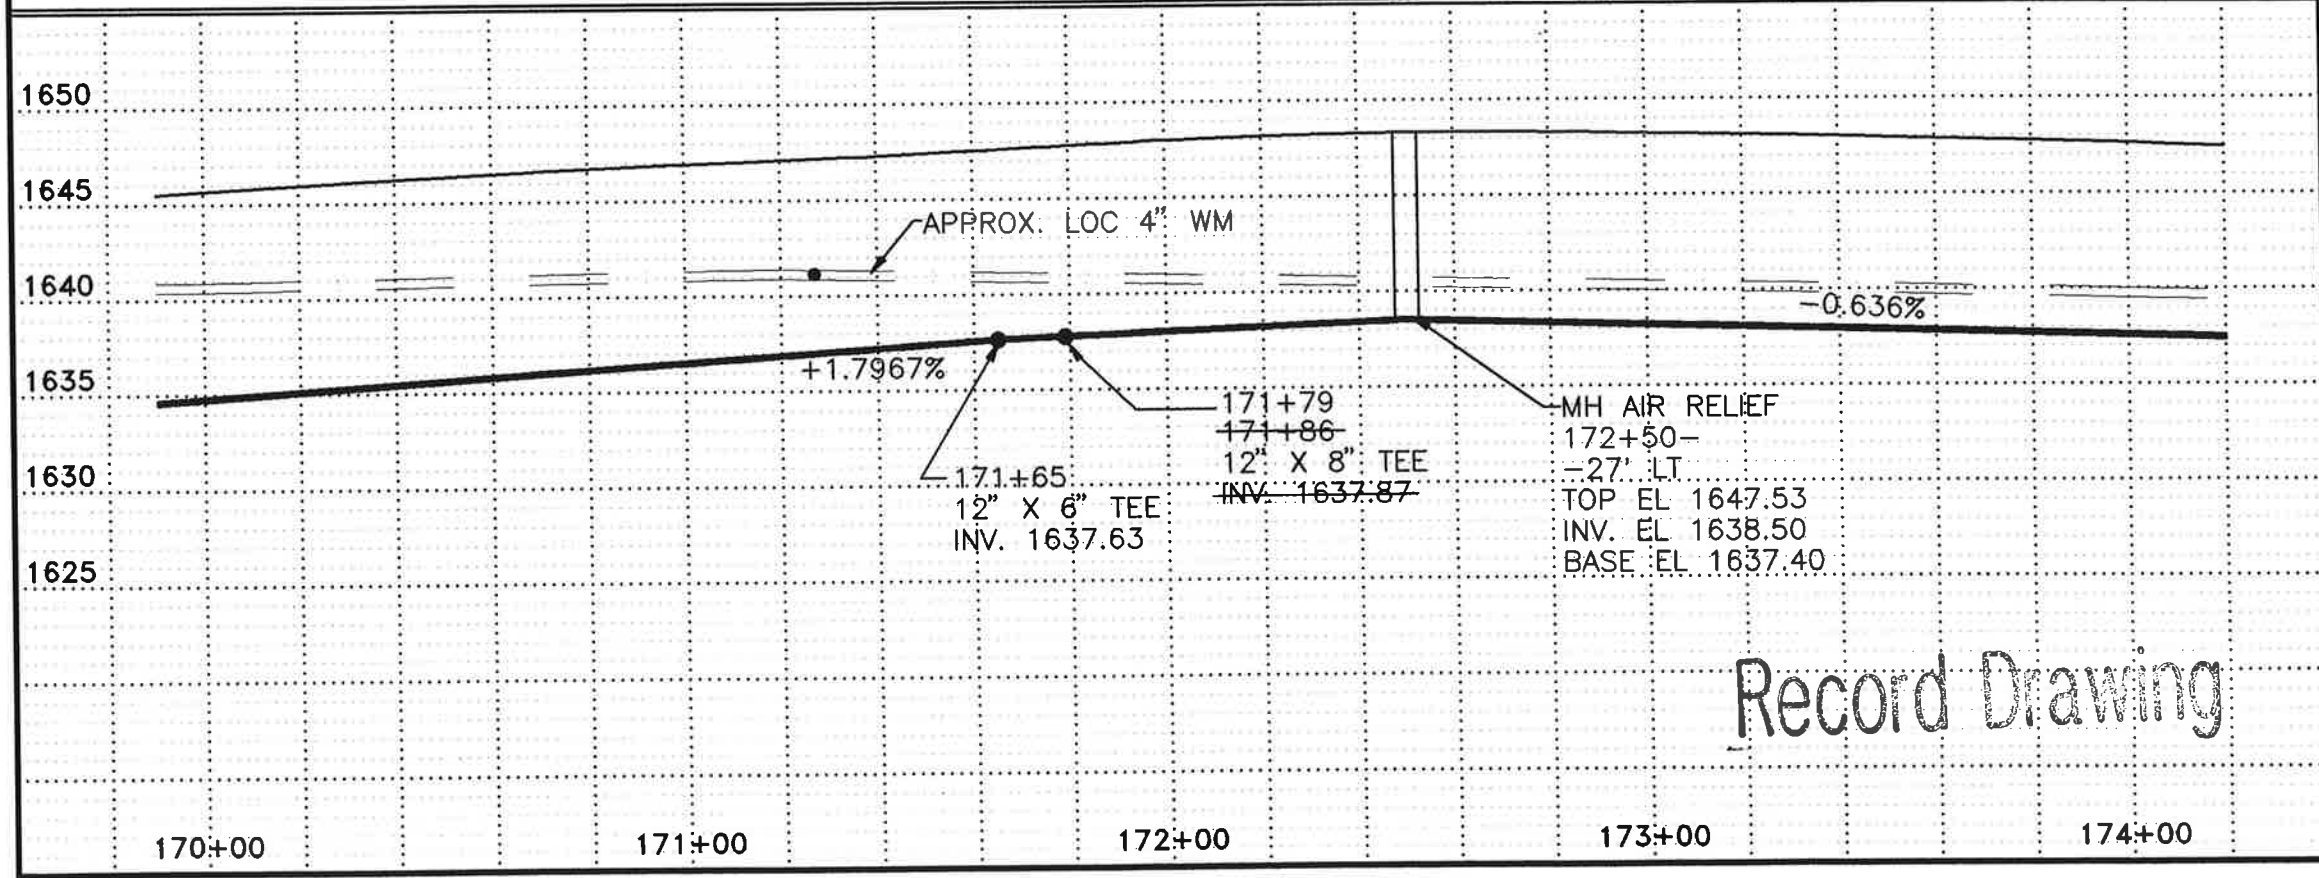 1650
1645
1640
1635
1630
1625
APPROX. LOC 4" WM
+1.7967%
-0.636%
171+65
12" X 6" TEE
INV. 1637.63
171+79
171+86
12" X 8" TEE
INV. 1637.87
MH AIR RELIEF
172+50-
-27' LT
TOP EL 1647.53
INV. EL 1638.50
BASE EL 1637.40
Record Drawing
170+00
171+00
172+00
173+00
174+00